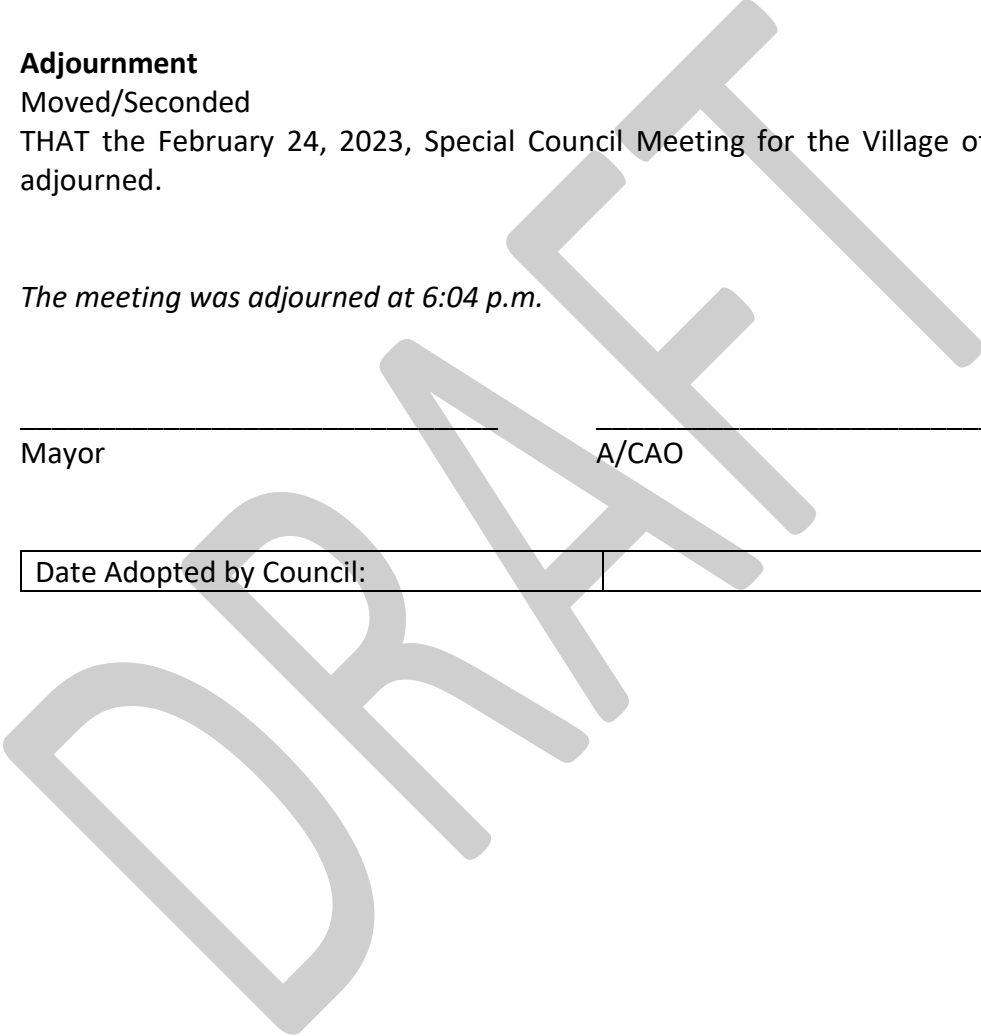 Adjournment
Moved/Seconded
THAT the February 24, 2023, Special Council Meeting for the Village of
adjourned.
The meeting was adjourned at 6:04 p.m.
Mayor A/CAO
Date Adopted by Council:
DRAFT